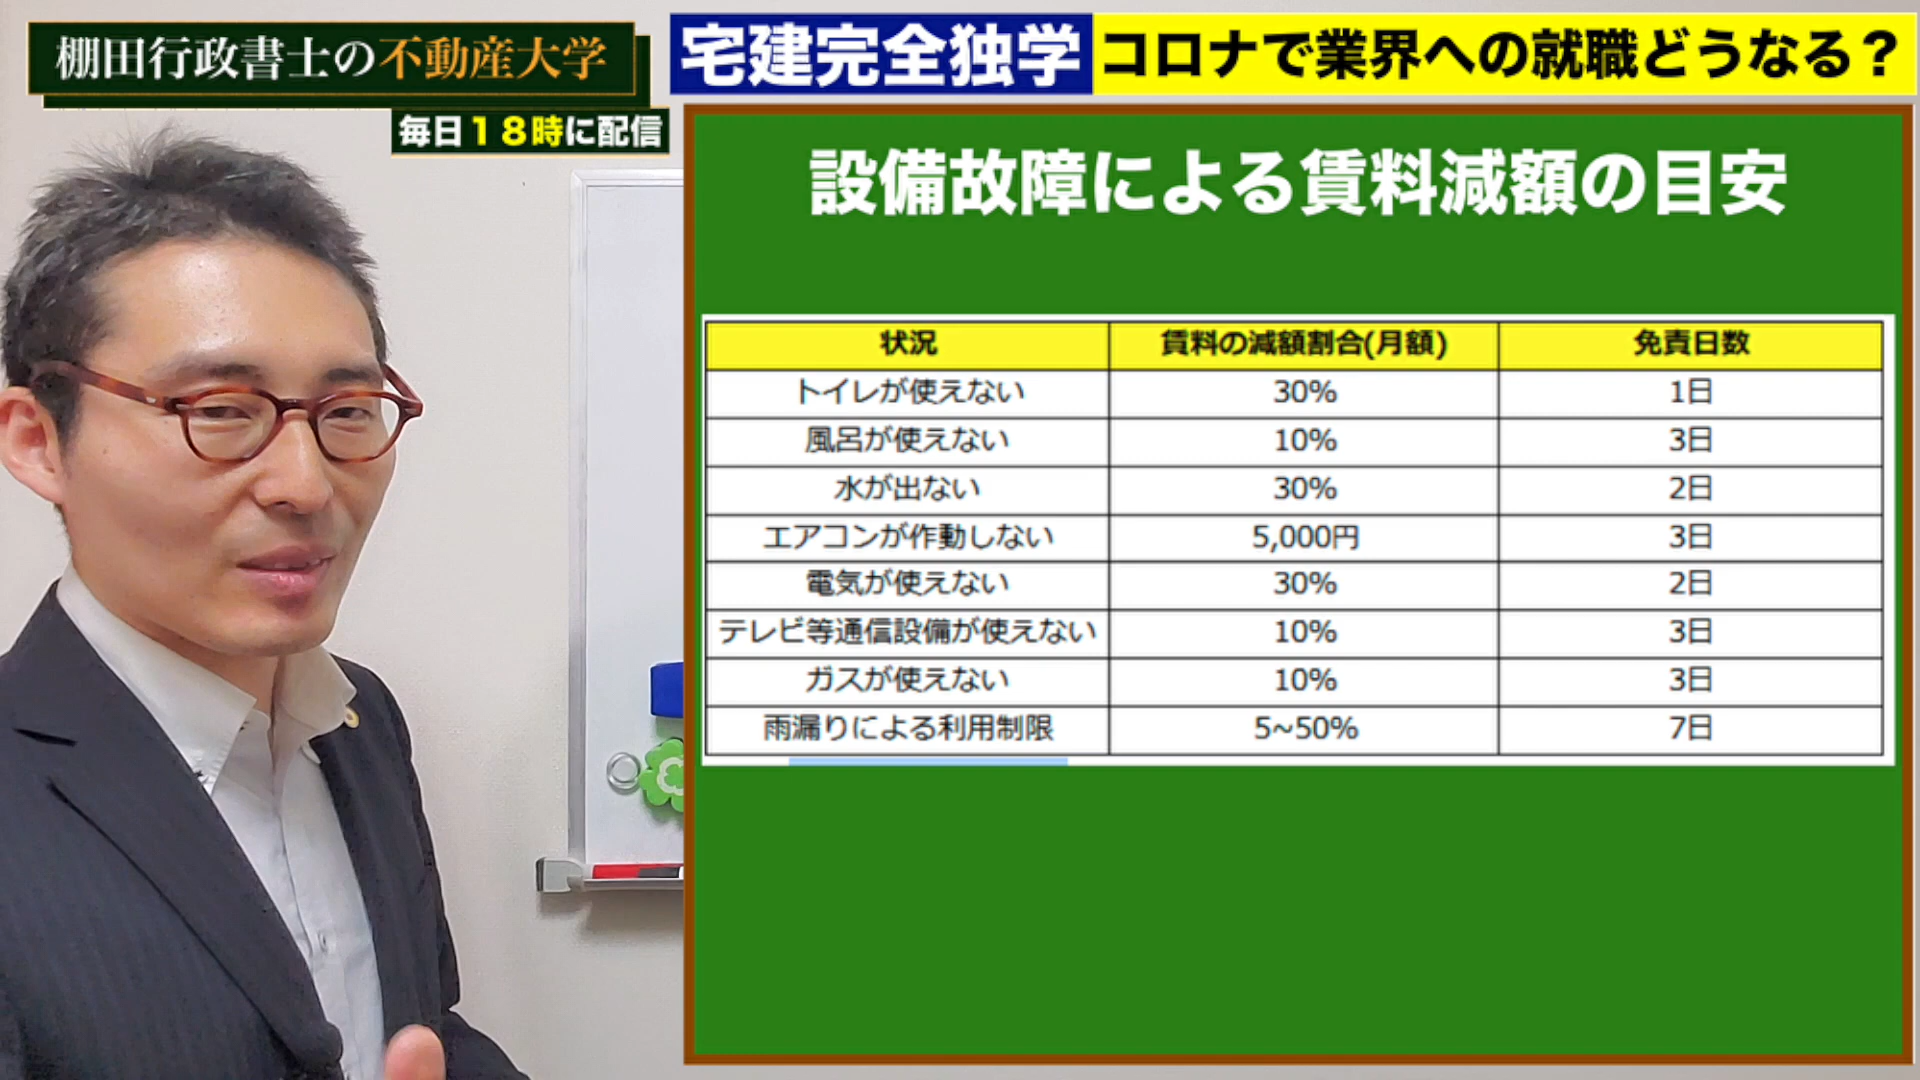 棚田行政書士の不動産大学
毎日18時に配信
宅建完全独学
コロナで業界への就職どうなる？
設備故障による賃料減額の目安
状況 賃料の減額割合(月額) 免責日数
トイレが使えない 30% 1日
風呂が使えない 10% 3日
水が出ない 30% 2日
エアコンが作動しない 5,000円 3日
電気が使えない 30% 2日
テレビ等通信設備が使えない 10% 3日
ガスが使えない 10% 3日
雨漏りによる利用制限 5~50% 7日